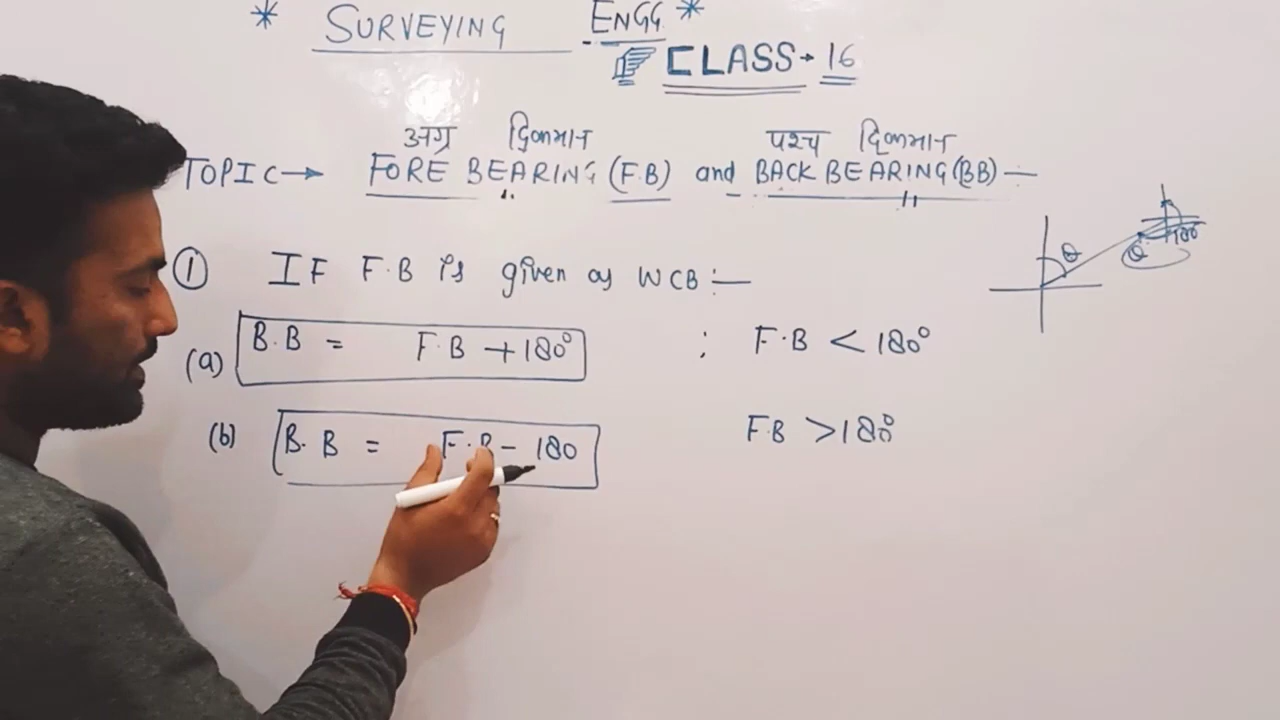 * SURVEYING ENGG *
CLASS - 16
अग्र दिक्मान पश्च दिक्मान
TOPIC → FORE BEARING (F.B) and BACK BEARING (BB) —
① IF F.B is given as WCB :—
(a) B.B = F.B + 180° ; F.B < 180°
(b) B.B = F.B - 180 F.B > 180°
θ
θ 180